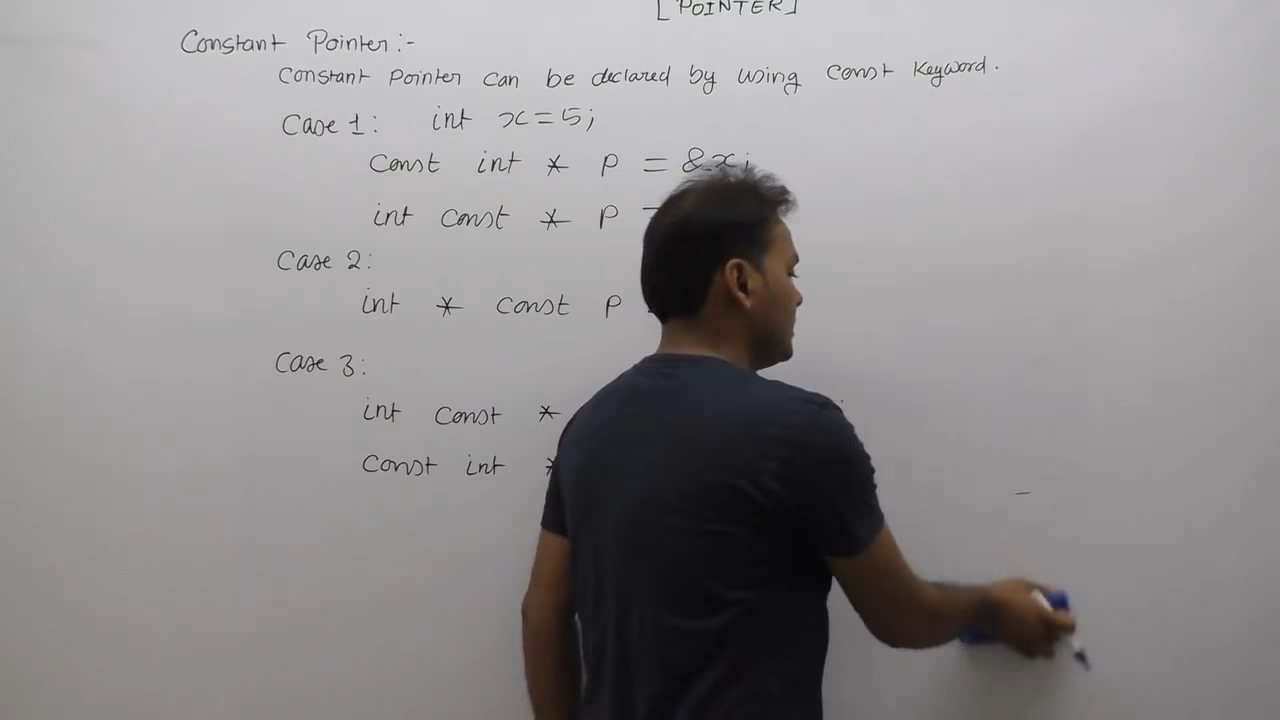 [POINTER]
Constant Pointer:-
Constant Pointer can be declared by using const keyword.
Case 1: int x=5;
Const int * P = &x;
int const * P =
Case 2:
int * const P
Case 3:
int const *
Const int *